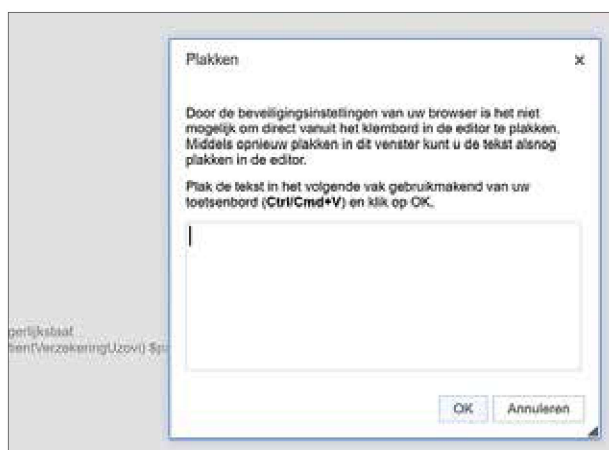 Plakken
×
Door de beveiligingsinstellingen van uw browser is het niet
mogelijk om direct vanuit het klembord in de editor te plakken.
Middels opnieuw plakken in dit venster kunt u de tekst alsnog
plakken in de editor.
Plak de tekst in het volgende vak gebruikmakend van uw
toetsenbord (Ctrl/Cmd+V) en klik op OK.
gerlijkstaat
tientVerzekeringUzovi() $pa
OK Annuleren